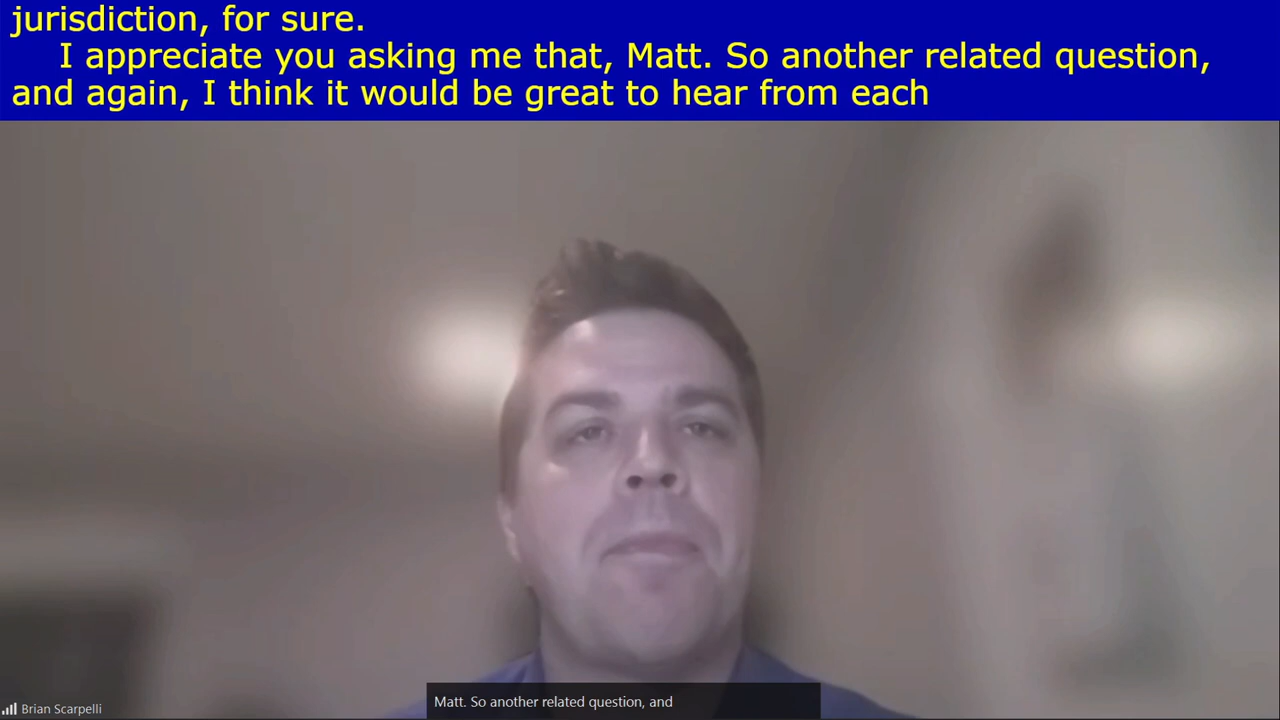 jurisdiction, for sure.
I appreciate you asking me that, Matt. So another related question,
and again, I think it would be great to hear from each
Matt. So another related question, and
Brian Scarpelli